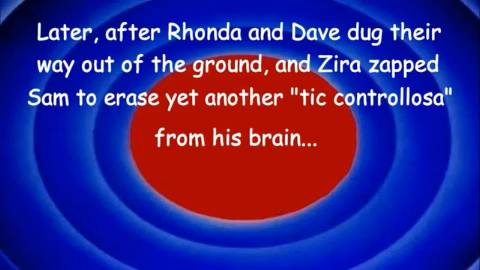 Later, after Rhonda and Dave dug their
way out of the ground, and Zira zapped
Sam to erase yet another "tic controllosa"
from his brain...